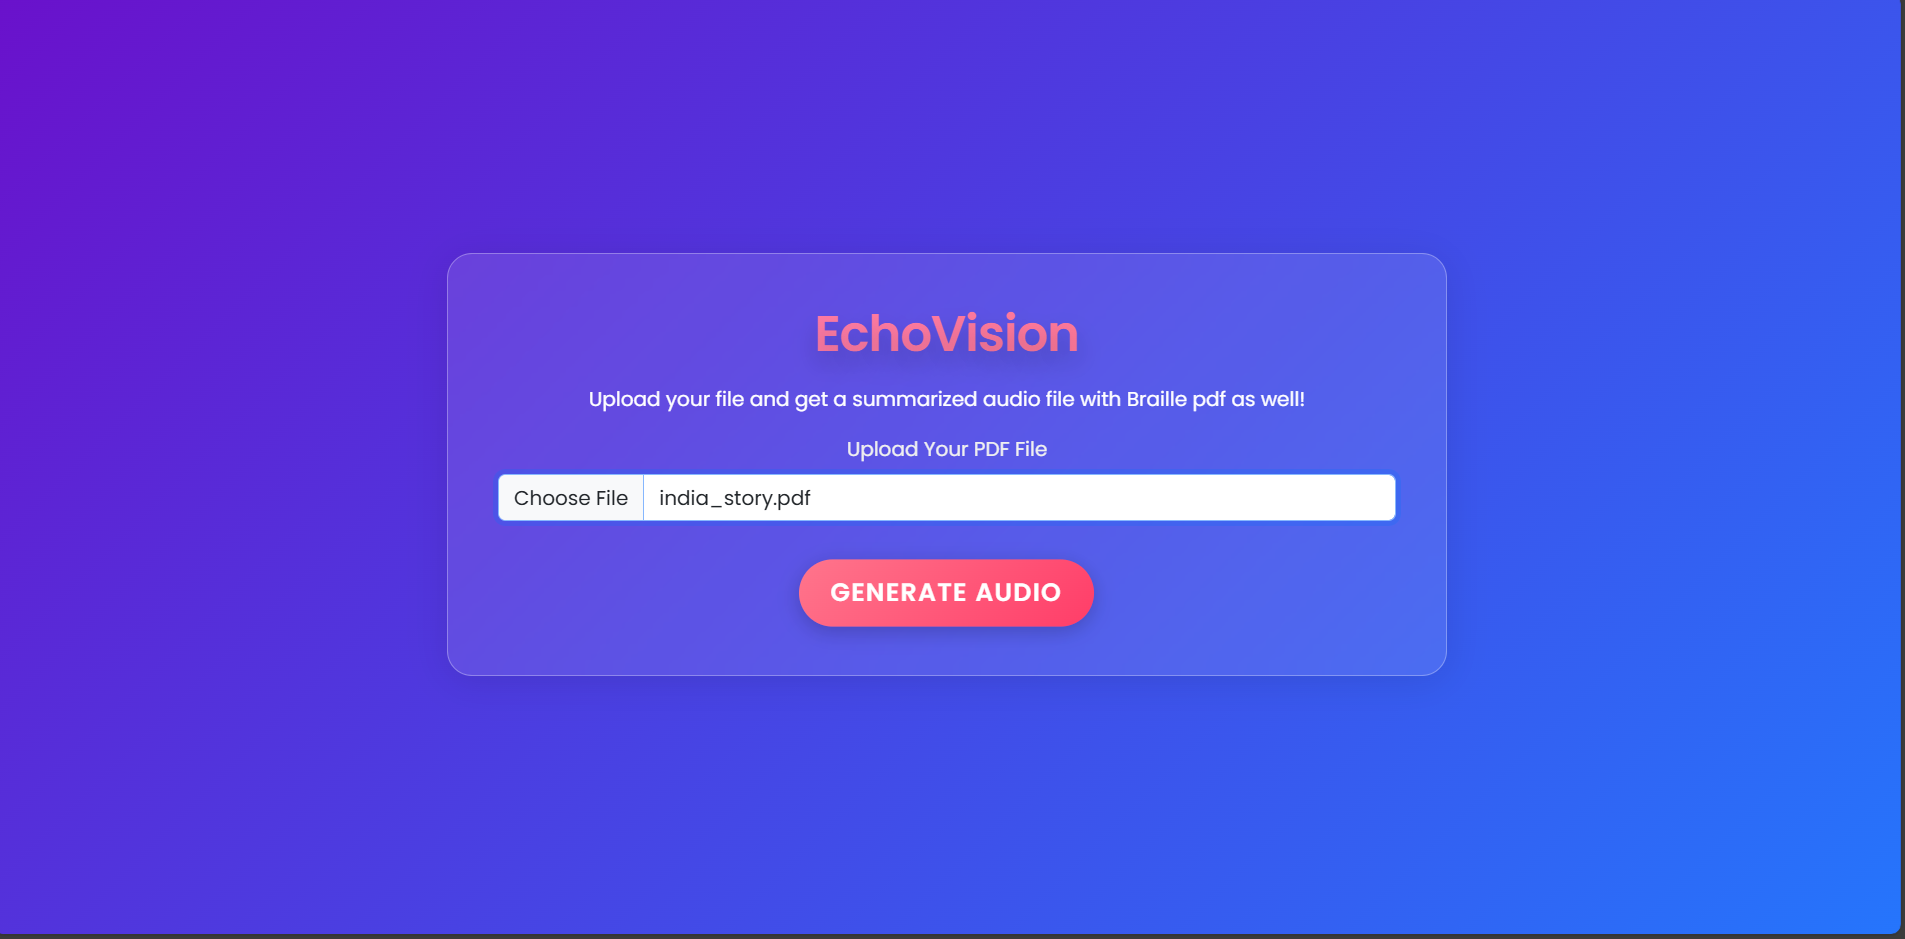 EchoVision
Upload your file and get a summarized audio file with Braille pdf as well!
Upload Your PDF File
Choose File india_story.pdf
GENERATE AUDIO